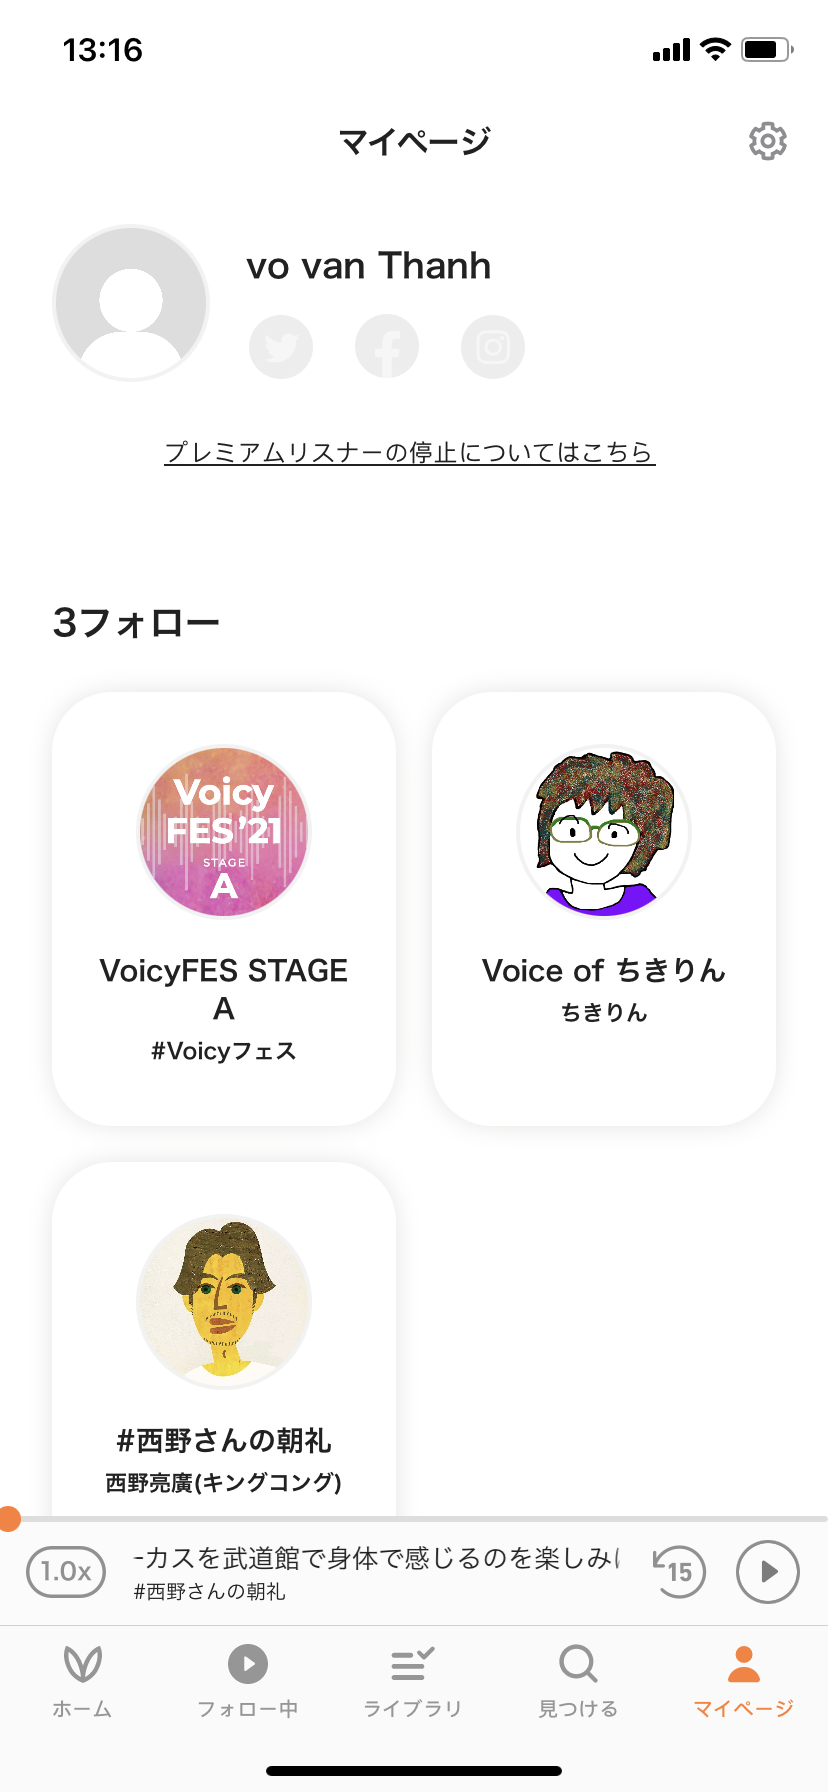 13:16
マイページ
vo van Thanh
プレミアムリスナーの停止についてはこちら
3フォロー
Voicy
FES '21
STAGE
A
VoicyFES STAGE
A
#Voicyフェス
Voice of ちきりん
ちきりん
#西野さんの朝礼
西野亮廣(キングコング)
1.0x
-カスを武道館で身体で感じるのを楽しみに
#西野さんの朝礼
15
ホーム
フォロー中
ライブラリ
見つける
マイページ